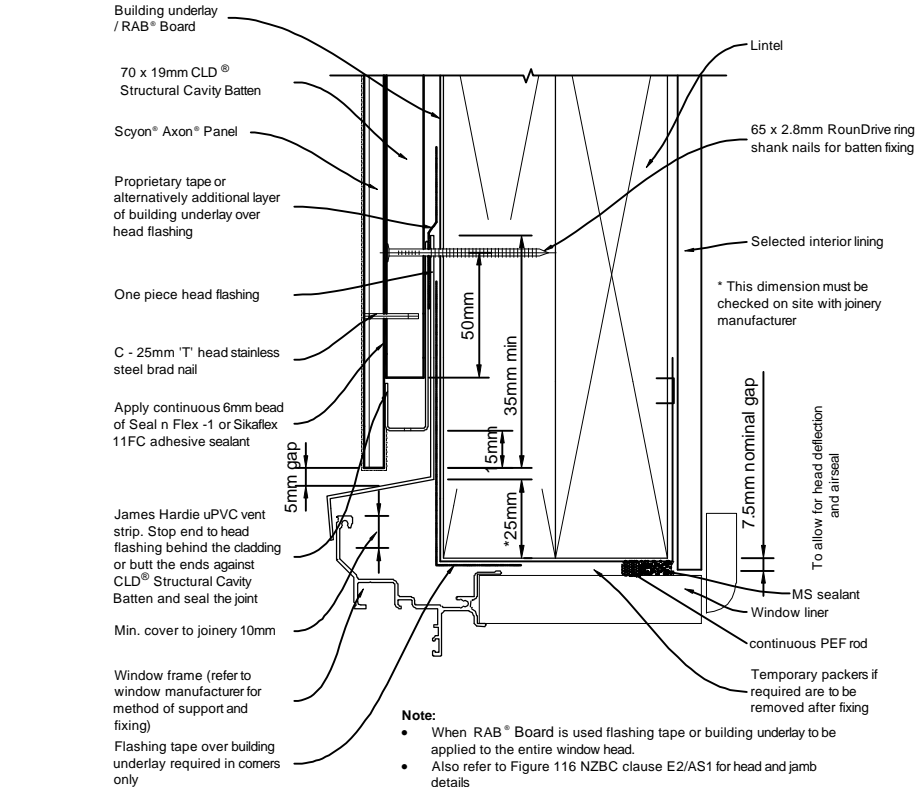 Building underlay
/ RAB® Board
70 x 19mm CLD ®
Structural Cavity Batten
Scyon® Axon® Panel
Proprietary tape or
alternatively additional layer
of building underlay over
head flashing
One piece head flashing
C - 25mm 'T' head stainless
steel brad nail
Apply continuous 6mm bead
of Seal n Flex -1 or Sikaflex
11FC adhesive sealant
5mm gap
James Hardie uPVC vent
strip. Stop end to head
flashing behind the cladding
or butt the ends against
CLD® Structural Cavity
Batten and seal the joint
Min. cover to joinery 10mm
Window frame (refer to
window manufacturer for
method of support and
fixing)
Flashing tape over building
underlay required in corners
only
50mm
35mm min
15mm
*25mm
Lintel
65 x 2.8mm RounDrive ring
shank nails for batten fixing
Selected interior lining
* This dimension must be
checked on site with joinery
manufacturer
7.5mm nominal gap
To allow for head deflection
and airseal
MS sealant
Window liner
continuous PEF rod
Temporary packers if
required are to be
removed after fixing
Note:
• When RAB® Board is used flashing tape or building underlay to be
applied to the entire window head.
• Also refer to Figure 116 NZBC clause E2/AS1 for head and jamb
details